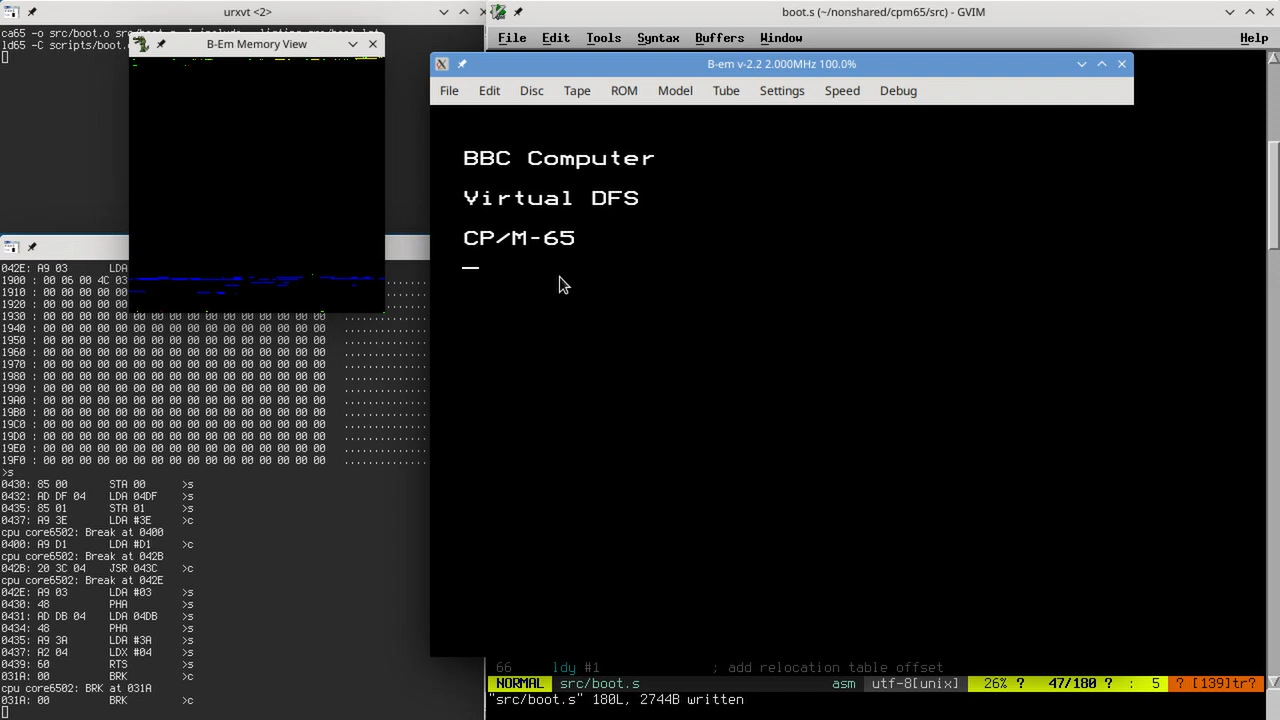 urxvt <2>
ca65 -o src/boot.o src/boot.s -I include --listing src/boot.lst
ld65 -C scripts/boot.
B-Em Memory View
boot.s (~/nonshared/cpm65/src) - GVIM
File Edit Tools Syntax Buffers Window Help
B-em v-2.2 2.000MHz 100.0%
File Edit Disc Tape ROM Model Tube Settings Speed Debug
BBC Computer
Virtual DFS
CP/M-65
042E: A9 03 LDA
1900 : 00 06 00 4C 03
1910 : 00 00 00 00 00
1920 : 00 00 00 00 00
1930 : 00 00 00 00 00 00 00 00 00 00 00 00 00 00 00 00 ................
1940 : 00 00 00 00 00 00 00 00 00 00 00 00 00 00 00 00 ................
1950 : 00 00 00 00 00 00 00 00 00 00 00 00 00 00 00 00 ................
1960 : 00 00 00 00 00 00 00 00 00 00 00 00 00 00 00 00 ................
1970 : 00 00 00 00 00 00 00 00 00 00 00 00 00 00 00 00 ................
1980 : 00 00 00 00 00 00 00 00 00 00 00 00 00 00 00 00 ................
1990 : 00 00 00 00 00 00 00 00 00 00 00 00 00 00 00 00 ................
19A0 : 00 00 00 00 00 00 00 00 00 00 00 00 00 00 00 00 ................
19B0 : 00 00 00 00 00 00 00 00 00 00 00 00 00 00 00 00 ................
19C0 : 00 00 00 00 00 00 00 00 00 00 00 00 00 00 00 00 ................
19D0 : 00 00 00 00 00 00 00 00 00 00 00 00 00 00 00 00 ................
19E0 : 00 00 00 00 00 00 00 00 00 00 00 00 00 00 00 00 ................
19F0 : 00 00 00 00 00 00 00 00 00 00 00 00 00 00 00 00 ................
>s
0430: 85 00 STA 00 >s
0432: AD DF 04 LDA 04DF >s
0435: 85 01 STA 01 >s
0437: A9 3E LDA #3E >c
cpu core6502: Break at 0400
0400: A9 D1 LDA #D1 >c
cpu core6502: Break at 042B
042B: 20 3C 04 JSR 043C >c
cpu core6502: Break at 042E
042E: A9 03 LDA #03 >s
0430: 48 PHA >s
0431: AD DB 04 LDA 04DB >s
0434: 48 PHA >s
0435: A9 3A LDA #3A >s
0437: A2 04 LDX #04 >s
0439: 60 RTS >s
031A: 00 BRK >c
cpu core6502: BRK at 031A
031A: 00 BRK >c
66 ldy #1 ; add relocation table offset
NORMAL src/boot.s asm utf-8[unix] 26% ? 47/180 ? : 5 ? [139]tr?
"src/boot.s" 180L, 2744B written